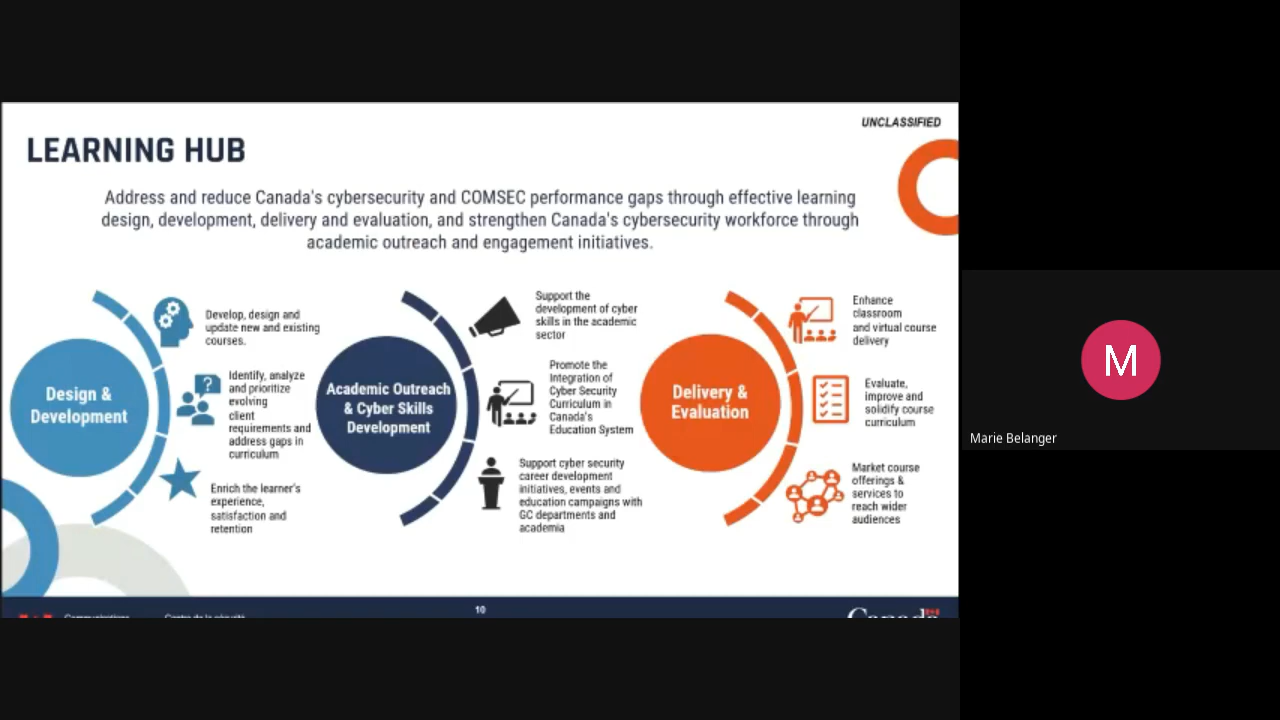 UNCLASSIFIED
LEARNING HUB
Address and reduce Canada's cybersecurity and COMSEC performance gaps through effective learning
design, development, delivery and evaluation, and strengthen Canada's cybersecurity workforce through
academic outreach and engagement initiatives.
Design &
Development
Develop, design and
update new and existing
courses.
Identify, analyze
and prioritize
evolving
client
requirements and
address gaps in
curriculum
Enrich the learner's
experience,
satisfaction and
retention
Academic Outreach
& Cyber Skills
Development
Support the
development of cyber
skills in the academic
sector
Promote the
Integration of
Cyber Security
Curriculum in
Canada's
Education System
Support cyber security
career development
initiatives, events and
education campaigns with
GC departments and
academia
Delivery &
Evaluation
Enhance
classroom
and virtual course
delivery
Evaluate,
improve and
solidify course
curriculum
Market course
offerings &
services to
reach wider
audiences
10
Communications
Centre de la sécurité
Canada
M
Marie Belanger